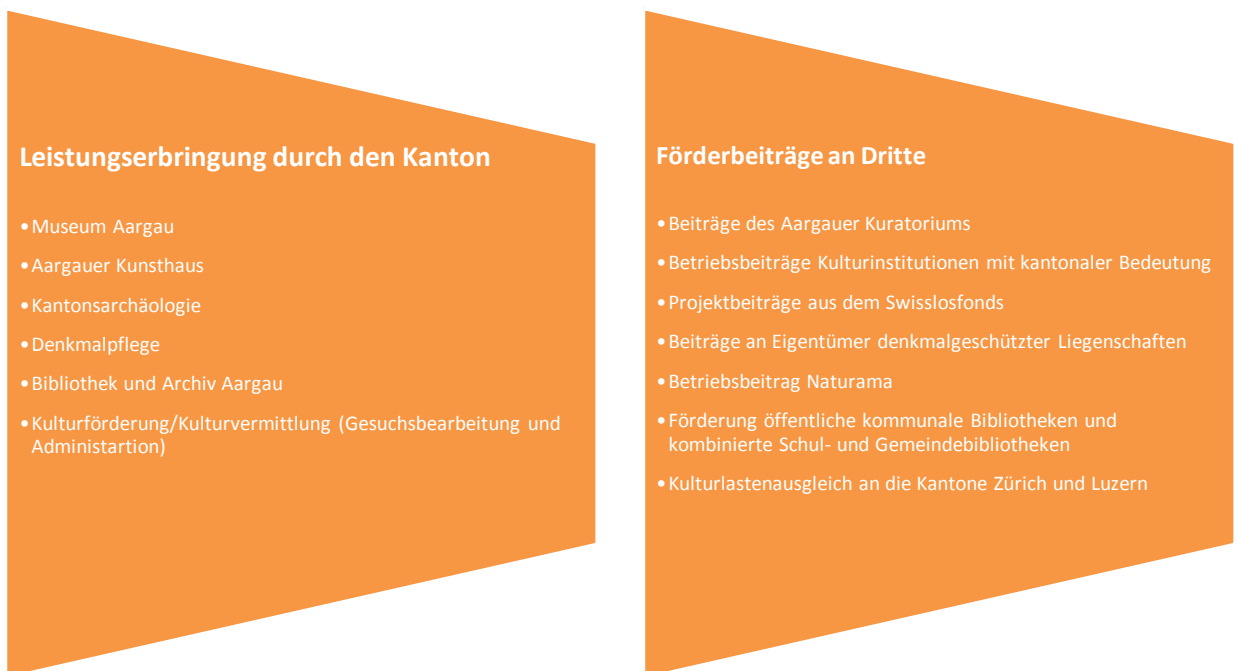 Leistungserbringung durch den Kanton
•Museum Aargau
•Aargauer Kunsthaus
•Kantonsarchäologie
•Denkmalpflege
•Bibliothek und Archiv Aargau
•Kulturförderung/Kulturvermittlung (Gesuchsbearbeitung und
Administartion)
Förderbeiträge an Dritte
•Beiträge des Aargauer Kuratoriums
•Betriebsbeiträge Kulturinstitutionen mit kantonaler Bedeutung
•Projektbeiträge aus dem Swisslosfonds
•Beiträge an Eigentümer denkmalgeschützter Liegenschaften
•Betriebsbeitrag Naturama
•Förderung öffentliche kommunale Bibliotheken und
kombinierte Schul- und Gemeindebibliotheken
•Kulturlastenausgleich an die Kantone Zürich und Luzern